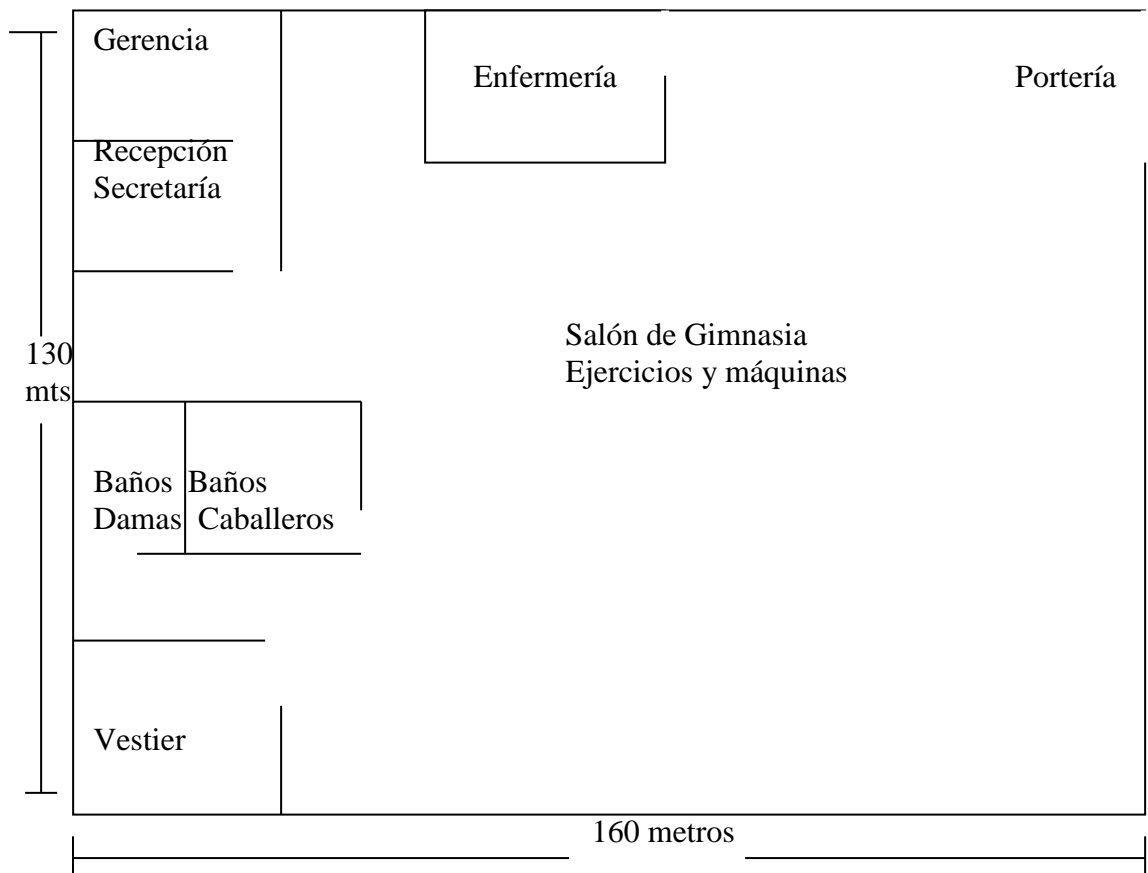 Gerencia
Enfermería
Portería
Recepción
Secretaría
Salón de Gimnasia
Ejercicios y máquinas
130
mts
Baños Baños
Damas Caballeros
Vestier
160 metros